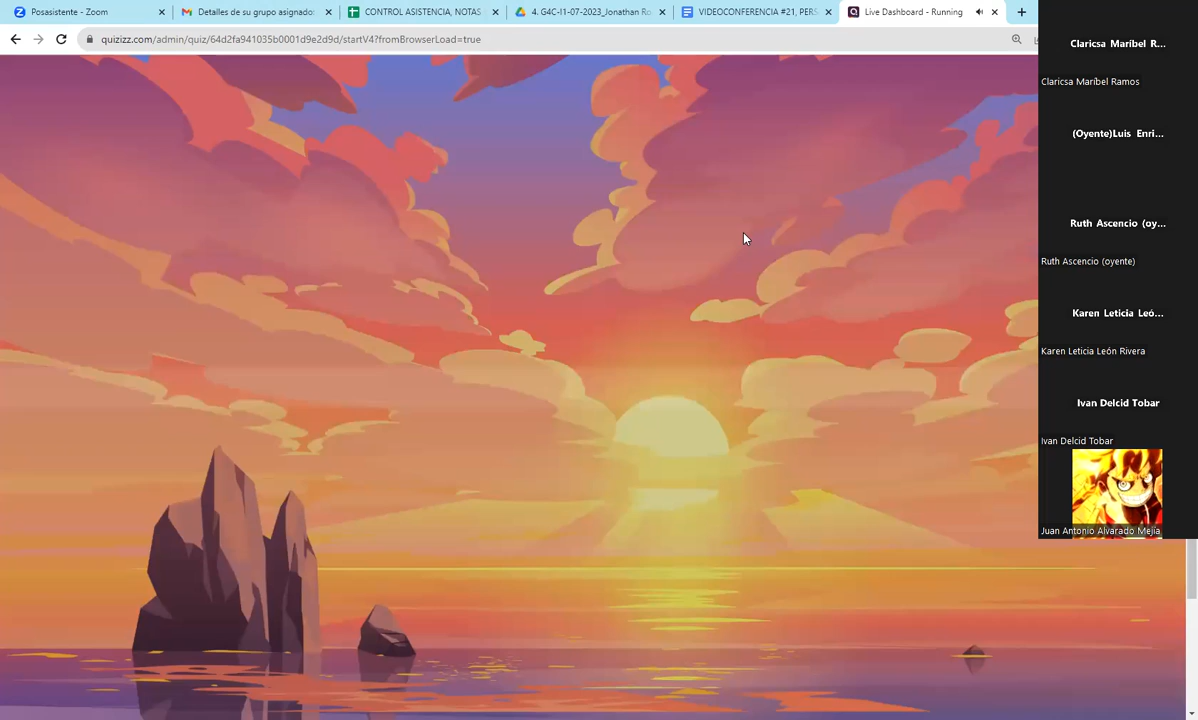 Posasistente - Zoom
Detalles de su grupo asignado:
CONTROL ASISTENCIA, NOTAS
4. G4C-I1-07-2023_Jonathan Ro
VIDEOCONFERENCIA #21, PERS
Live Dashboard - Running
quizizz.com/admin/quiz/64d2fa941035b0001d9e2d9d/startV4?fromBrowserLoad=true
Claricsa Maribel R...
Claricsa Maribel Ramos
(Oyente)Luis Enri...
Ruth Ascencio (oy...
Ruth Ascencio (oyente)
Karen Leticia Leó...
Karen Leticia León Rivera
Ivan Delcid Tobar
Ivan Delcid Tobar
Juan Antonio Alvarado Mejia